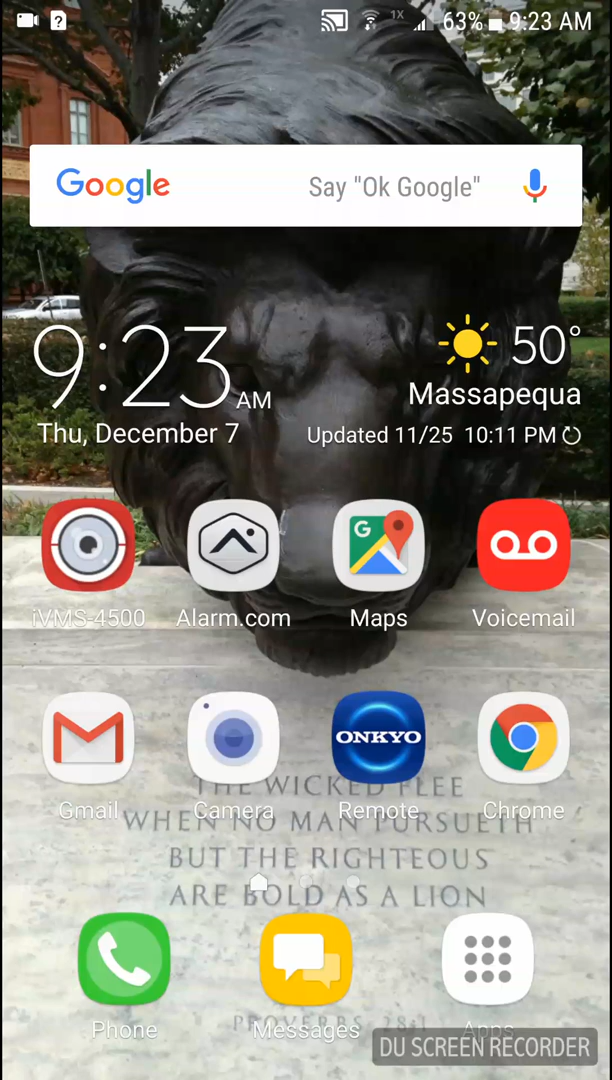 1X 63% 9:23 AM
Google Say "Ok Google"
9:23 AM
50°
Massapequa
Thu, December 7
Updated 11/25 10:11 PM
iVMS-4500 Alarm.com Maps Voicemail
G
ONKYO
Gmail Camera Remote Chrome
THE WICKED FLEE
WHEN NO MAN PURSUETH
BUT THE RIGHTEOUS
ARE BOLD AS A LION
PROVERBS 28:1
Phone Messages Apps
DU SCREEN RECORDER